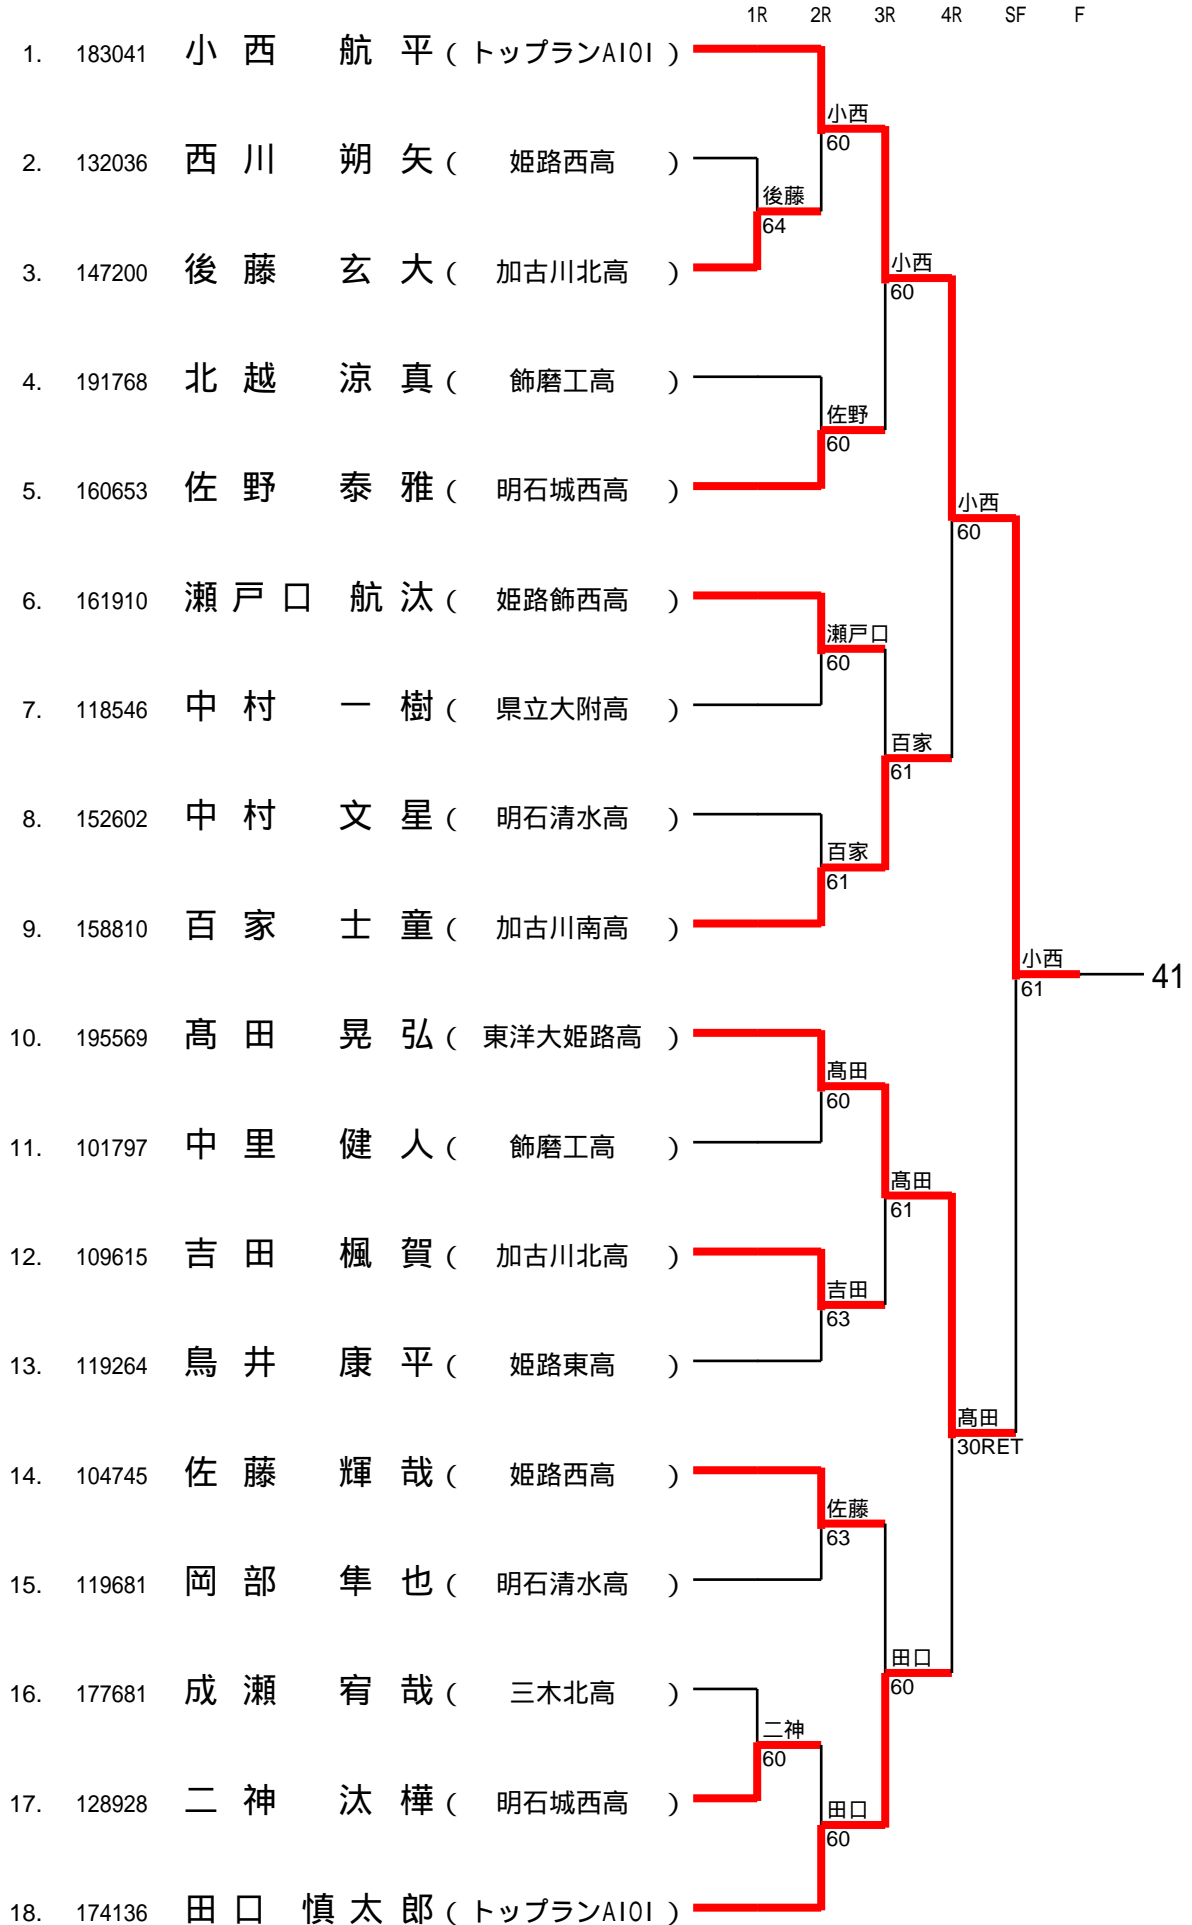 1R 2R 3R 4R SF F
1. 183041 小西 航平 ( トップランAIOI )
小西
60
2. 132036 西川 朔矢 ( 姫路西高 )
後藤
64
3. 147200 後藤 玄大 ( 加古川北高 )
小西
60
4. 191768 北越 涼真 ( 飾磨工高 )
佐野
60
5. 160653 佐野 泰雅 ( 明石城西高 )
小西
60
6. 161910 瀬戸口 航汰 ( 姫路飾西高 )
瀬戸口
60
7. 118546 中村 一樹 ( 県立大附高 )
百家
61
8. 152602 中村 文星 ( 明石清水高 )
百家
61
9. 158810 百家 士童 ( 加古川南高 )
小西
61
41
10. 195569 髙田 晃弘 ( 東洋大姫路高 )
髙田
60
11. 101797 中里 健人 ( 飾磨工高 )
髙田
61
12. 109615 吉田 楓賀 ( 加古川北高 )
吉田
63
13. 119264 鳥井 康平 ( 姫路東高 )
髙田
30RET
14. 104745 佐藤 輝哉 ( 姫路西高 )
佐藤
63
15. 119681 岡部 隼也 ( 明石清水高 )
田口
60
16. 177681 成瀬 宥哉 ( 三木北高 )
二神
60
17. 128928 二神 汰樺 ( 明石城西高 )
田口
60
18. 174136 田口 慎太郎 ( トップランAIOI )